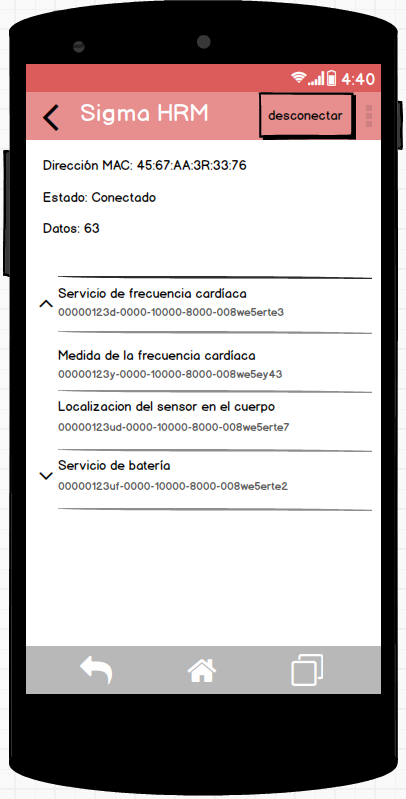 4:40
Sigma HRM
desconectar
Dirección MAC: 45:67:AA:3R:33:76
Estado: Conectado
Datos: 63
Servicio de frecuencia cardíaca
00000123d-0000-10000-8000-008we5erte3
Medida de la frecuencia cardíaca
00000123y-0000-10000-8000-008we5ey43
Localizacion del sensor en el cuerpo
00000123ud-0000-10000-8000-008we5erte7
Servicio de batería
00000123uf-0000-10000-8000-008we5erte2